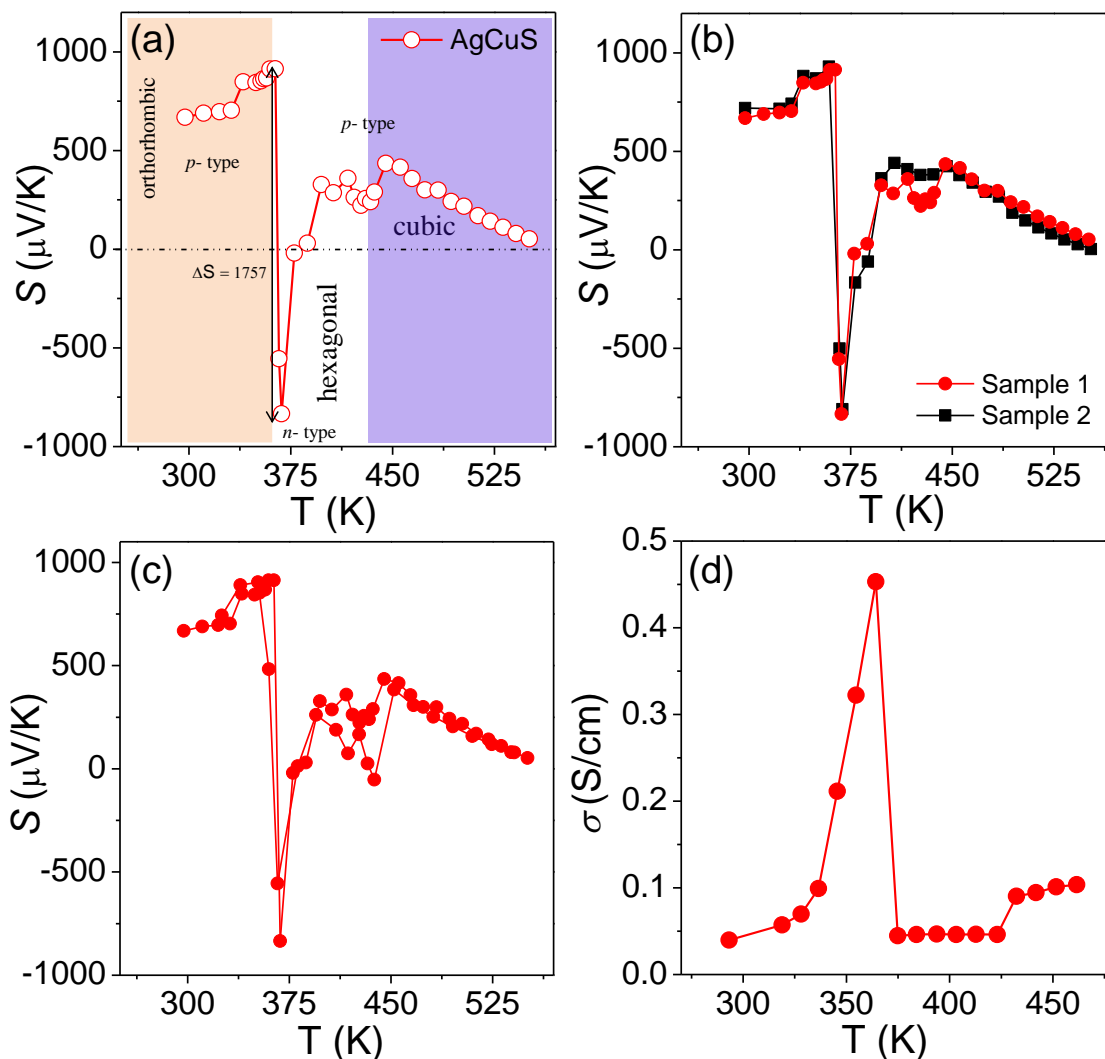 (a)
AgCuS
1000
500
0
-500
-1000
S (μV/K)
orthorhombic
p- type
p- type
cubic
ΔS = 1757
hexagonal
n- type
300 375 450 525
T (K)
(b)
1000
500
0
-500
-1000
S (μV/K)
Sample 1
Sample 2
300 375 450 525
T (K)
(c)
1000
500
0
-500
-1000
S (μV/K)
300 375 450 525
T (K)
(d)
0.5
0.4
0.3
0.2
0.1
0.0
σ (S/cm)
300 350 400 450
T (K)